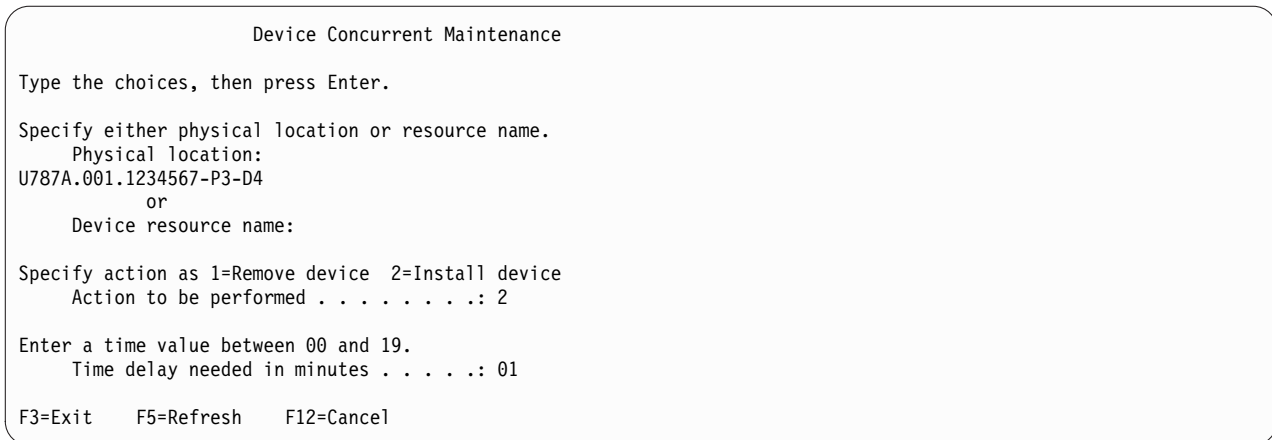 Device Concurrent Maintenance
Type the choices, then press Enter.
Specify either physical location or resource name.
Physical location:
U787A.001.1234567-P3-D4
or
Device resource name:
Specify action as 1=Remove device 2=Install device
Action to be performed . . . . . . . .: 2
Enter a time value between 00 and 19.
Time delay needed in minutes . . . . .: 01
F3=Exit F5=Refresh F12=Cancel